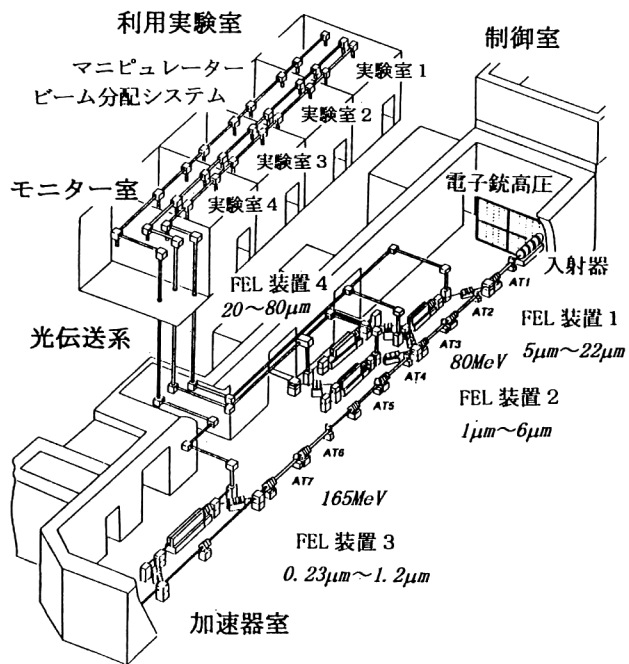 利用実験室
制御室
マニピュレーター
ビーム分配システム
実験室1
実験室2
実験室3
実験室4
モニター室
電子銃高圧
入射器
FEL 装置4
20～80μm
光伝送系
AT1
AT2
AT3
AT4
AT5
AT6
AT7
80MeV
FEL 装置1
5μm～22μm
FEL 装置2
1μm～6μm
165MeV
FEL 装置3
0.23μm～1.2μm
加速器室